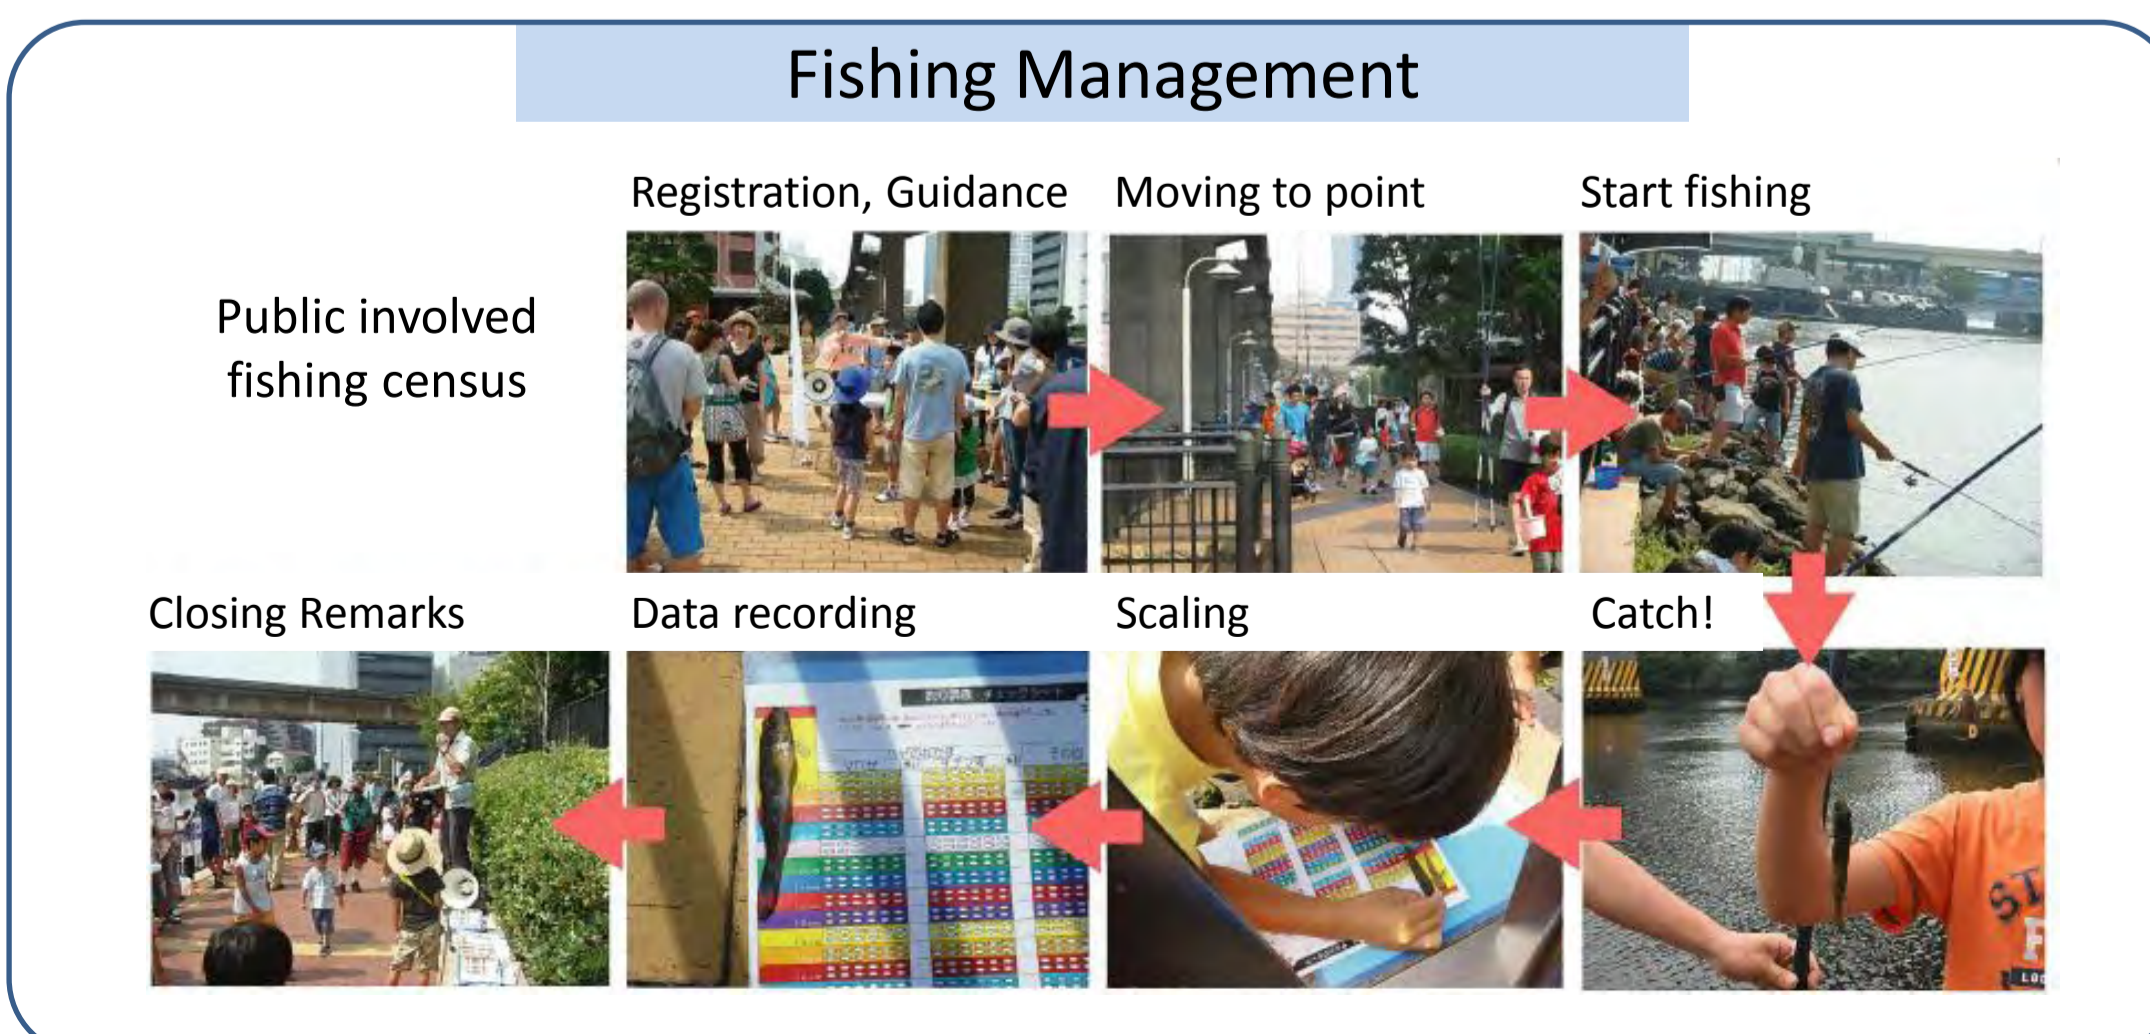 Fishing Management
Registration, Guidance
Moving to point
Start fishing
Public involved
fishing census
Closing Remarks
Data recording
Scaling
Catch!